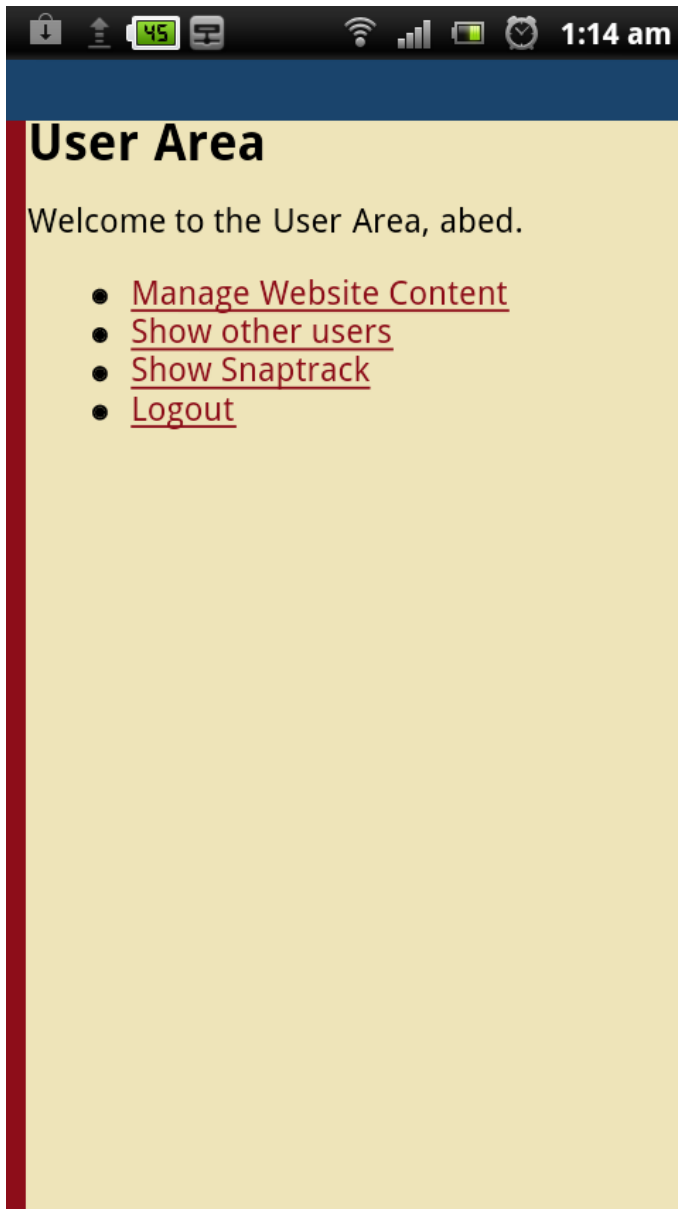 45
1:14 am
User Area
Welcome to the User Area, abed.
Manage Website Content
Show other users
Show Snaptrack
Logout